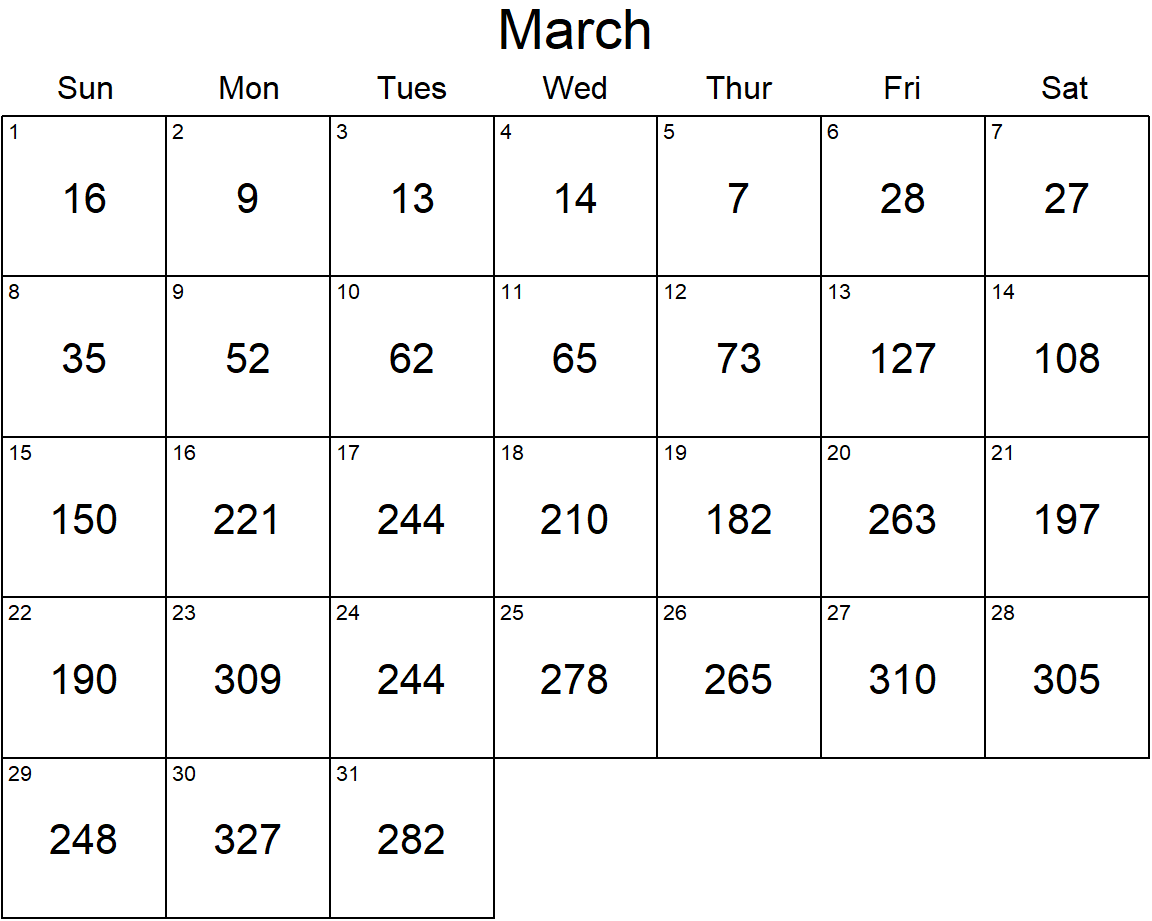 March
Sun Mon Tues Wed Thur Fri Sat
1 2 3 4 5 6 7
16 9 13 14 7 28 27
8 9 10 11 12 13 14
35 52 62 65 73 127 108
15 16 17 18 19 20 21
150 221 244 210 182 263 197
22 23 24 25 26 27 28
190 309 244 278 265 310 305
29 30 31
248 327 282